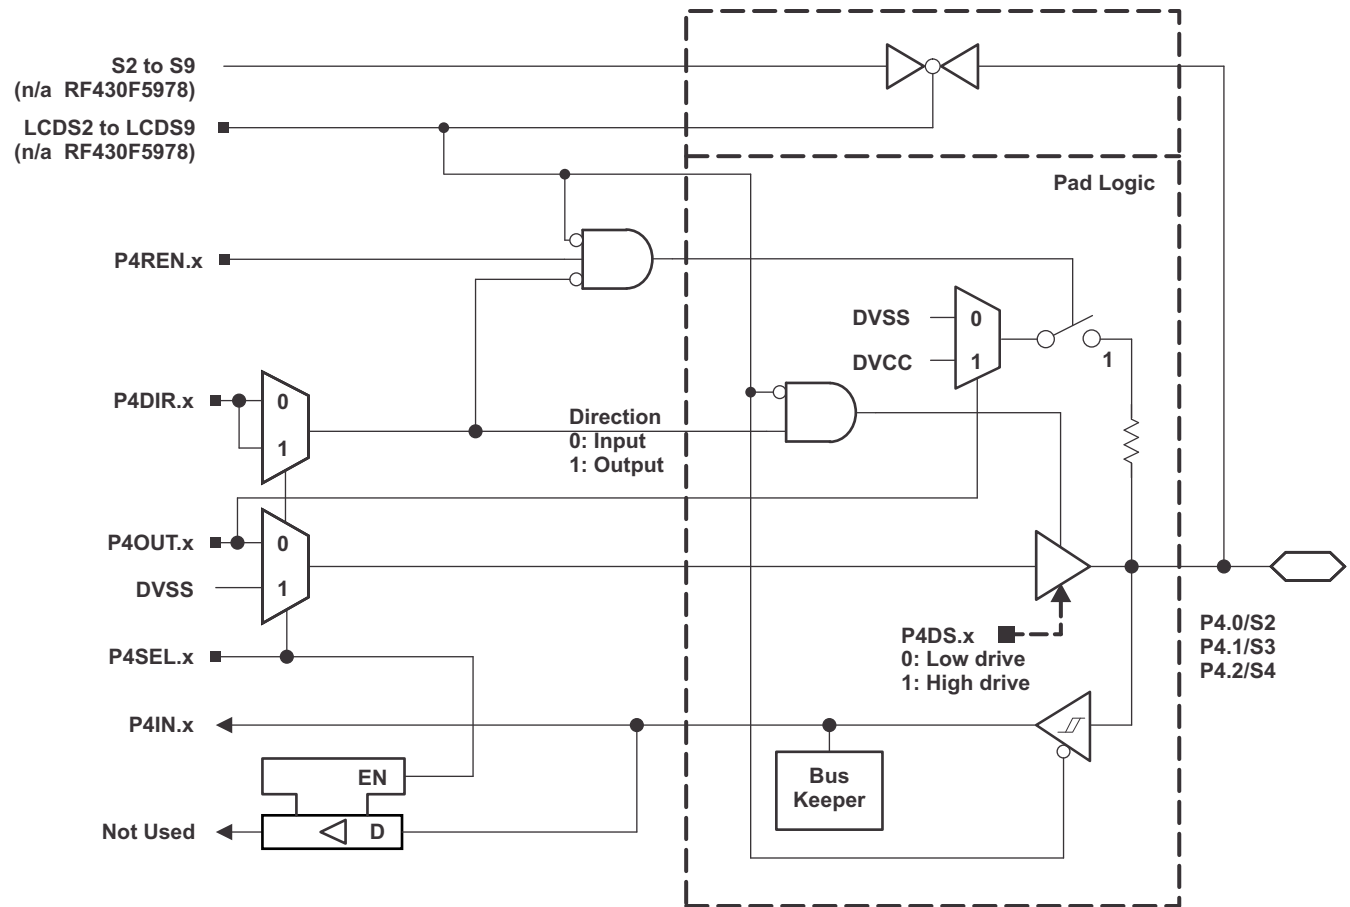 S2 to S9
(n/a RF430F5978)
LCDS2 to LCDS9
(n/a RF430F5978)
Pad Logic
P4REN.x
DVSS
0
DVCC
1
1
P4DIR.x
0
1
Direction
0: Input
1: Output
P4OUT.x
0
DVSS
1
P4SEL.x
P4DS.x
0: Low drive
1: High drive
P4.0/S2
P4.1/S3
P4.2/S4
P4IN.x
EN
Bus
Keeper
Not Used
D